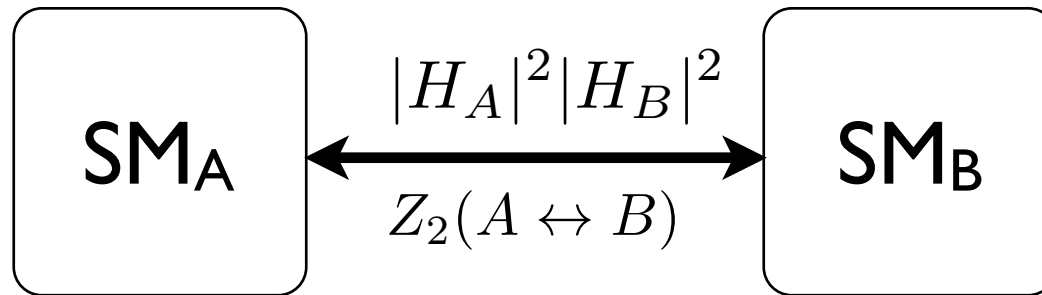 |H_A|^2|H_B|^2
SM_A
SM_B
Z_2(A ↔ B)